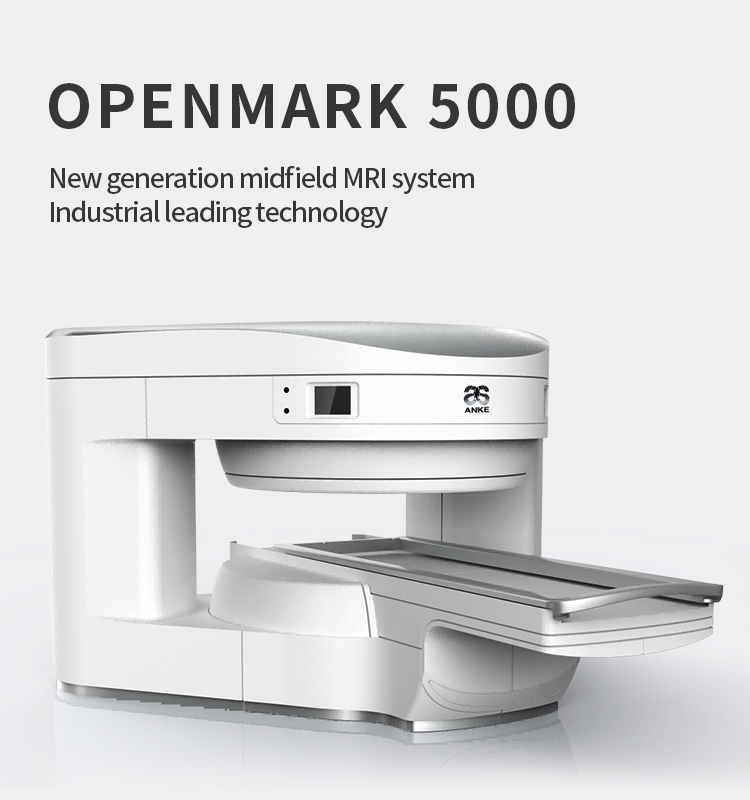 OPENMARK 5000
New generation midfield MRI system
Industrial leading technology
ANKE